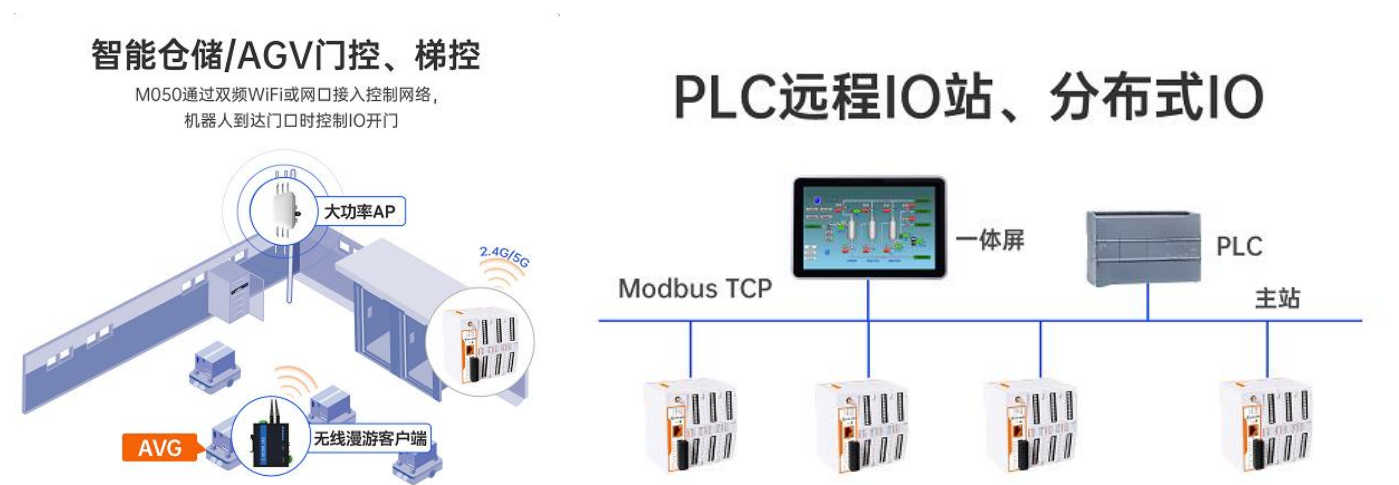 智能仓储/AGV门控、梯控
M050通过双频WiFi或网口接入控制网络，
机器人到达门口时控制IO开门
大功率AP
2.4G/5G
无线漫游客户端
AVG
PLC远程IO站、分布式IO
一体屏
PLC
Modbus TCP
主站